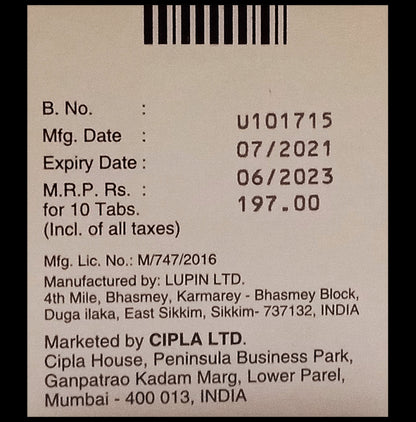 B. No. : U101715
Mfg. Date : 07/2021
Expiry Date : 06/2023
M.R.P. Rs. : 197.00
for 10 Tabs.
(Incl. of all taxes)
Mfg. Lic. No.: M/747/2016
Manufactured by: LUPIN LTD.
4th Mile, Bhasmey, Karmarey - Bhasmey Block,
Duga ilaka, East Sikkim, Sikkim- 737132, INDIA
Marketed by CIPLA LTD.
Cipla House, Peninsula Business Park,
Ganpatrao Kadam Marg, Lower Parel,
Mumbai - 400 013, INDIA